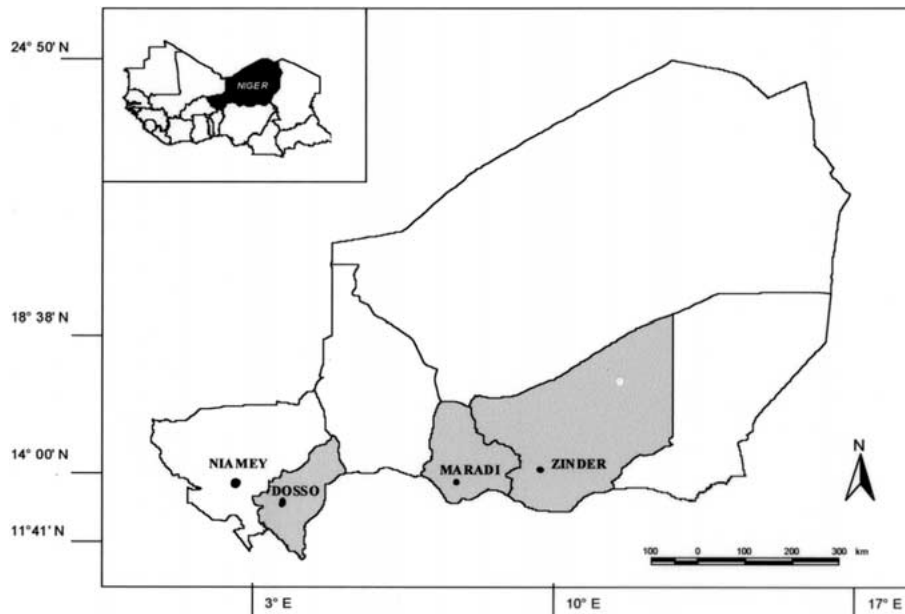 24° 50' N
NIGER
18° 38' N
14° 00' N
11° 41' N
NIAMEY
DOSSO
MARADI
ZINDER
N
100 0 100 200 300 km
3° E
10° E
17° E